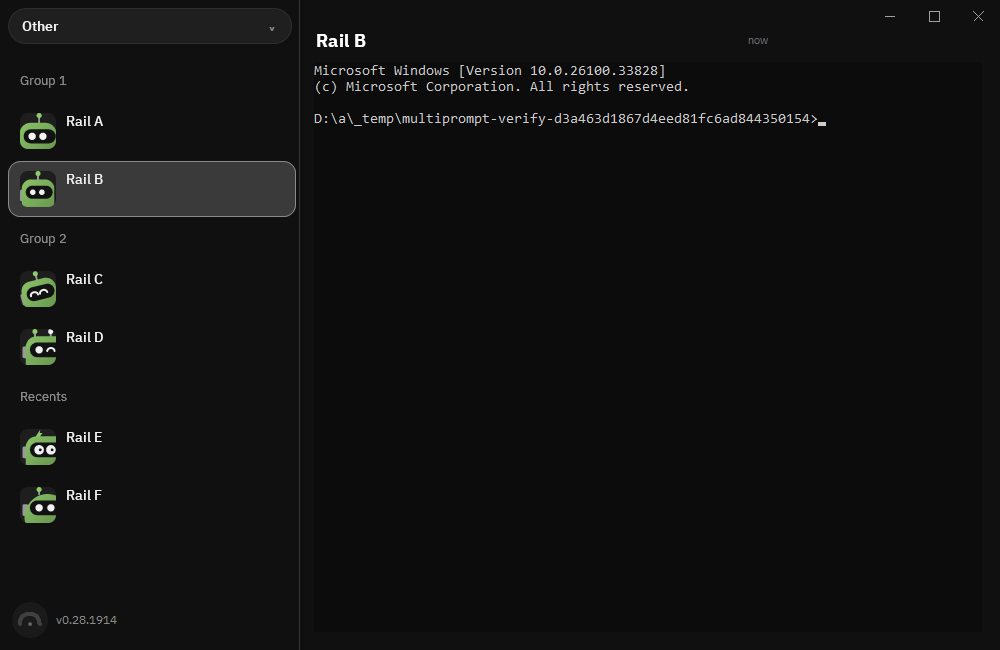 Other
Group 1
Rail A
Rail B
Group 2
Rail C
Rail D
Recents
Rail E
Rail F
v0.28.1914
Rail B
now
Microsoft Windows [Version 10.0.26100.33828]
(c) Microsoft Corporation. All rights reserved.
D:\a\_temp\multiprompt-verify-d3a463d1867d4eed81fc6ad844350154>